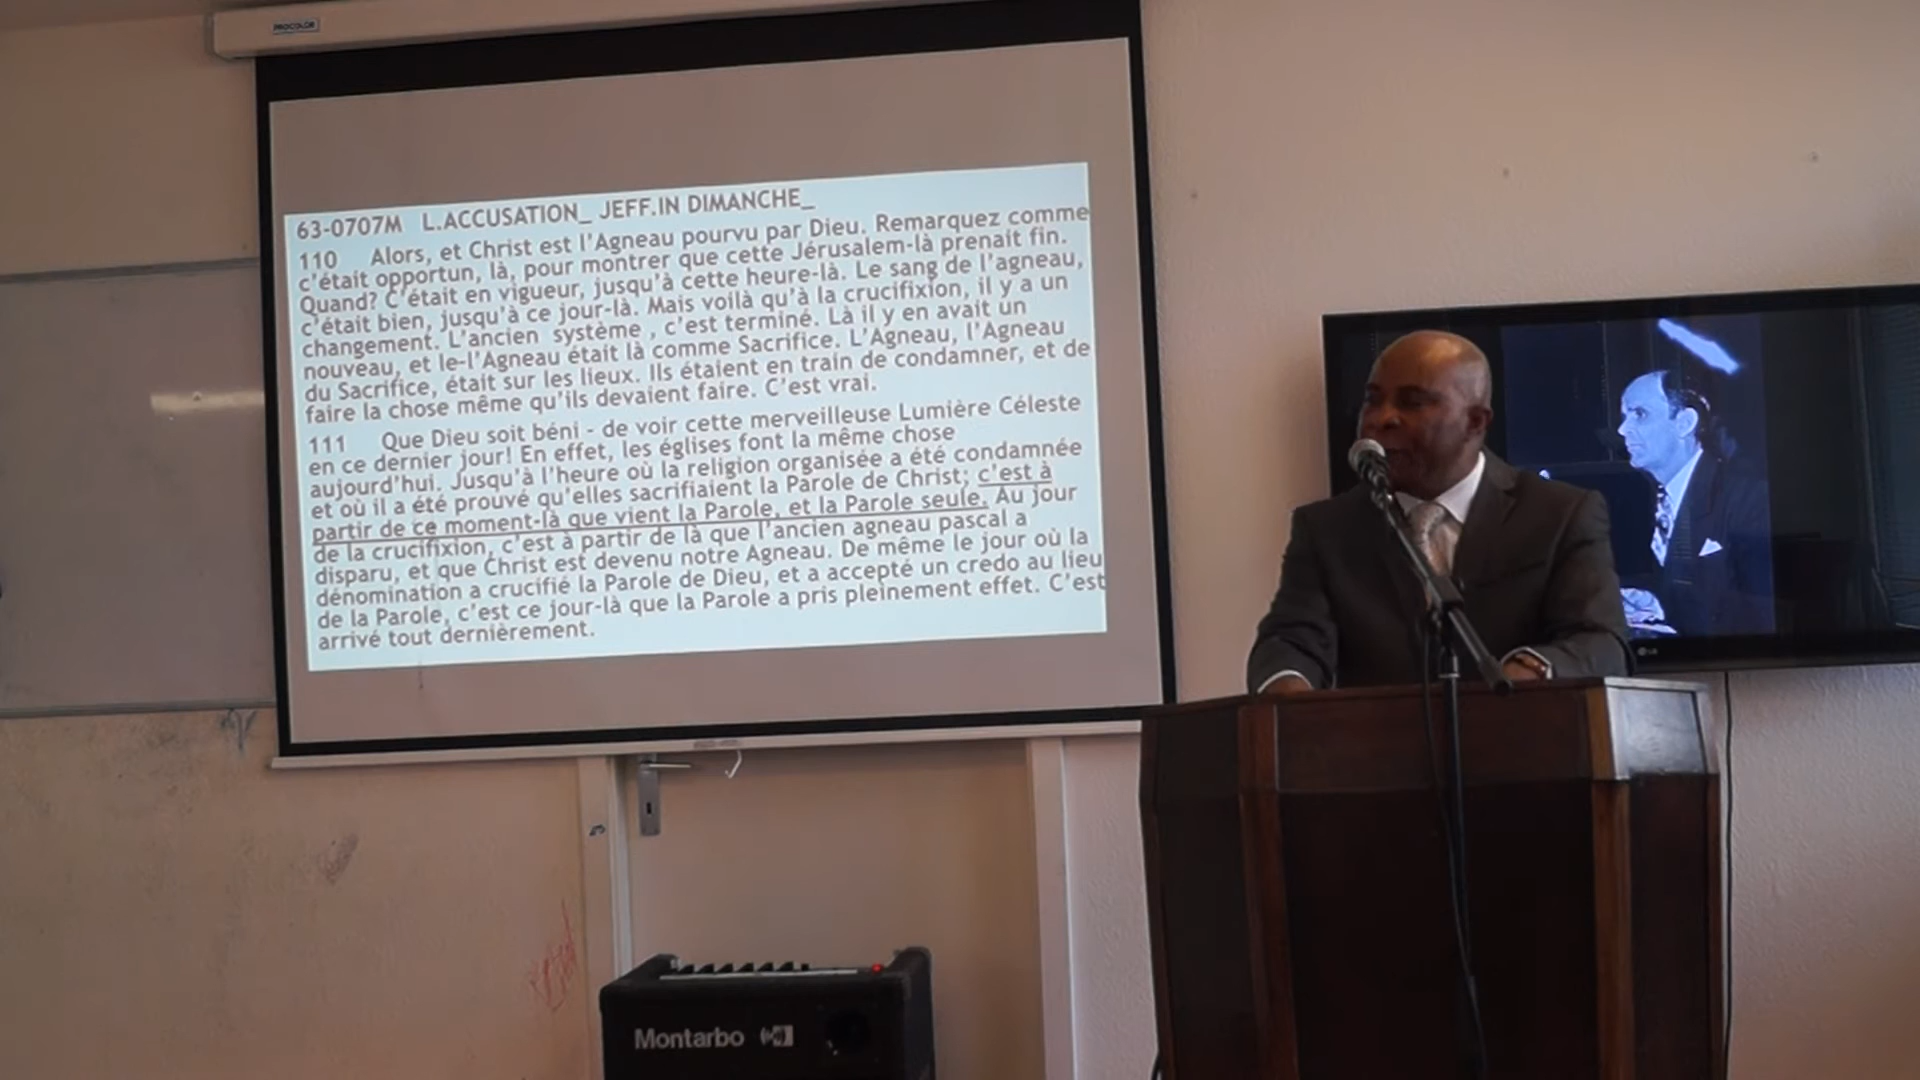 PROCOLOR
63-0707M L.ACCUSATION_ JEFF.IN DIMANCHE_
110 Alors, et Christ est l'Agneau pourvu par Dieu. Remarquez comme
c'était opportun, là, pour montrer que cette Jérusalem-là prenait fin.
Quand? C'était en vigueur, jusqu'à cette heure-là. Le sang de l'agneau,
c'était bien, jusqu'à ce jour-là. Mais voilà qu'à la crucifixion, il y a un
changement. L'ancien système , c'est terminé. Là il y en avait un
nouveau, et le-l'Agneau était là comme Sacrifice. L'Agneau, l'Agneau
du Sacrifice, était sur les lieux. Ils étaient en train de condamner, et de
faire la chose même qu'ils devaient faire. C'est vrai.
111 Que Dieu soit béni - de voir cette merveilleuse Lumière Céleste
en ce dernier jour! En effet, les églises font la même chose
aujourd'hui. Jusqu'à l'heure où la religion organisée a été condamnée
et où il a été prouvé qu'elles sacrifiaient la Parole de Christ; c'est à
partir de ce moment-là que vient la Parole, et la Parole seule. Au jour
de la crucifixion, c'est à partir de là que l'ancien agneau pascal a
disparu, et que Christ est devenu notre Agneau. De même le jour où la
dénomination a crucifié la Parole de Dieu, et a accepté un credo au lieu
de la Parole, c'est ce jour-là que la Parole a pris pleinement effet. C'est
arrivé tout dernièrement.
LG
Montarbo